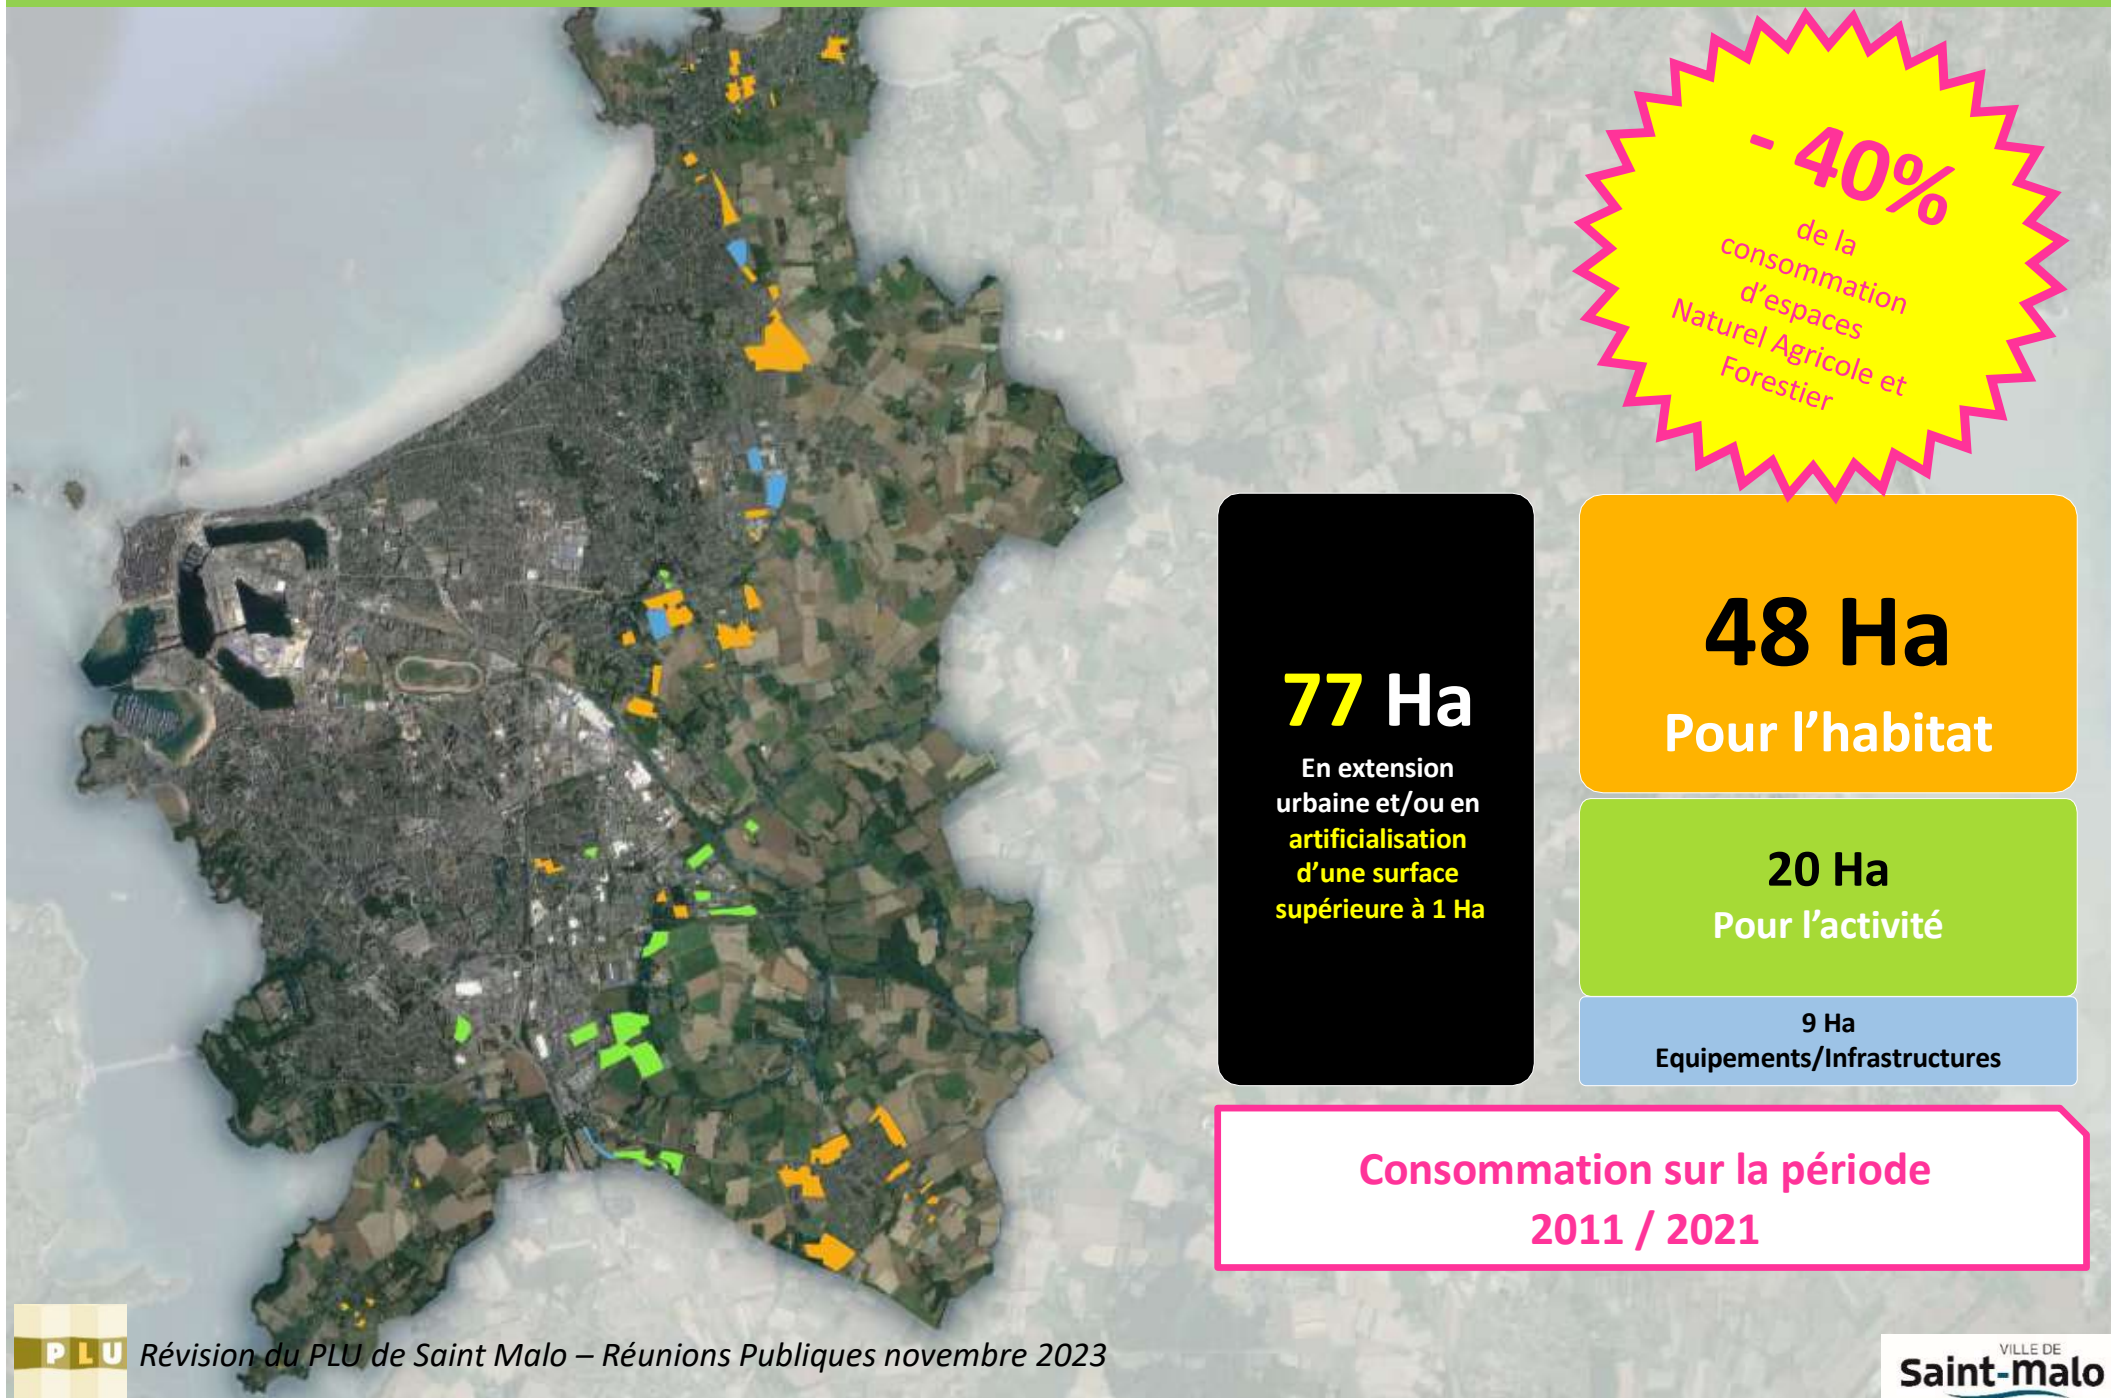 - 40%
de la
consommation
d'espaces
Naturel Agricole et
Forestier
77 Ha
En extension
urbaine et/ou en
artificialisation
d'une surface
supérieure à 1 Ha
48 Ha
Pour l'habitat
20 Ha
Pour l'activité
9 Ha
Equipements/Infrastructures
Consommation sur la période
2011 / 2021
PLU
Révision du PLU de Saint Malo – Réunions Publiques novembre 2023
VILLE DE
Saint-malo